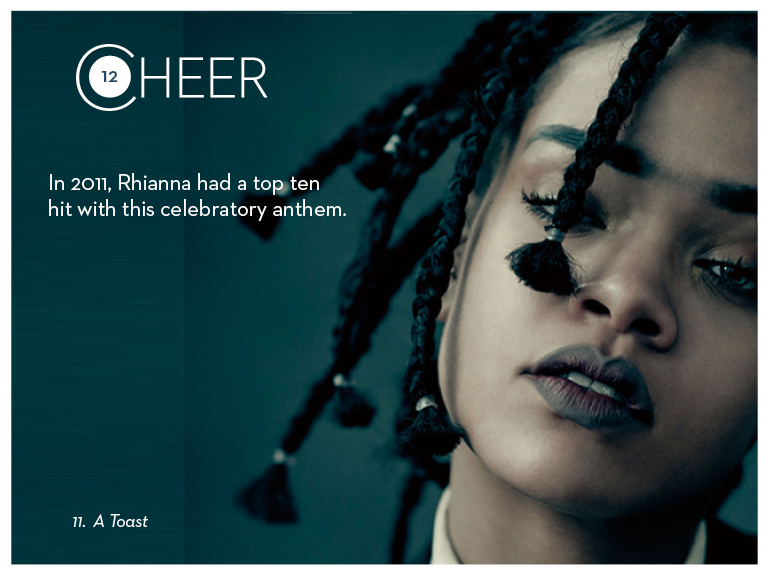 12 CHEER
In 2011, Rhianna had a top ten
hit with this celebratory anthem.
11. A Toast